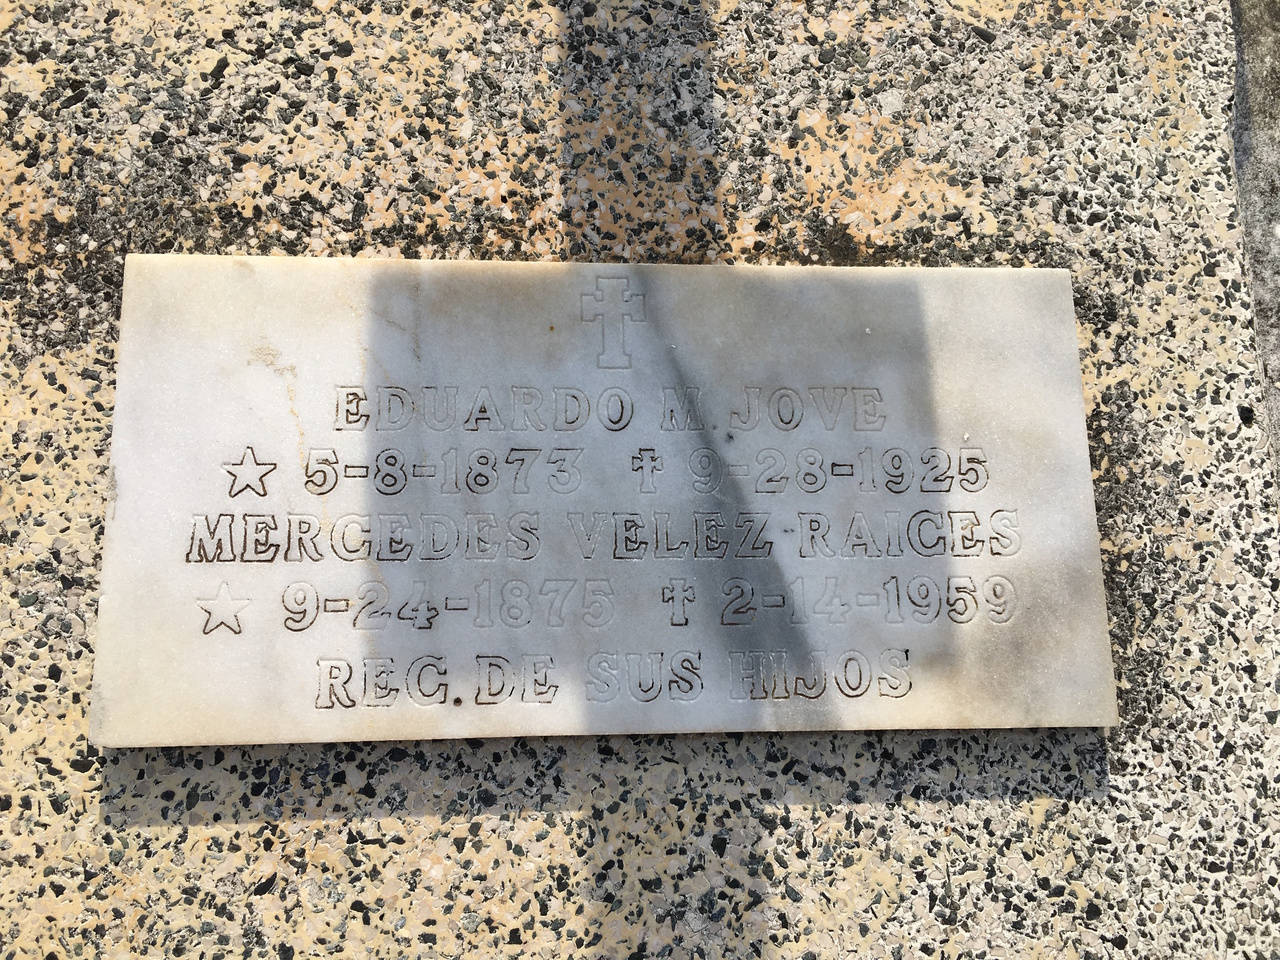 EDUARDO M. JOVE
☆ 5-8-1873 ✝ 9-28-1925
MERCEDES VELEZ RAICES
☆ 9-24-1875 ✝ 2-14-1959
REC. DE SUS HIJOS